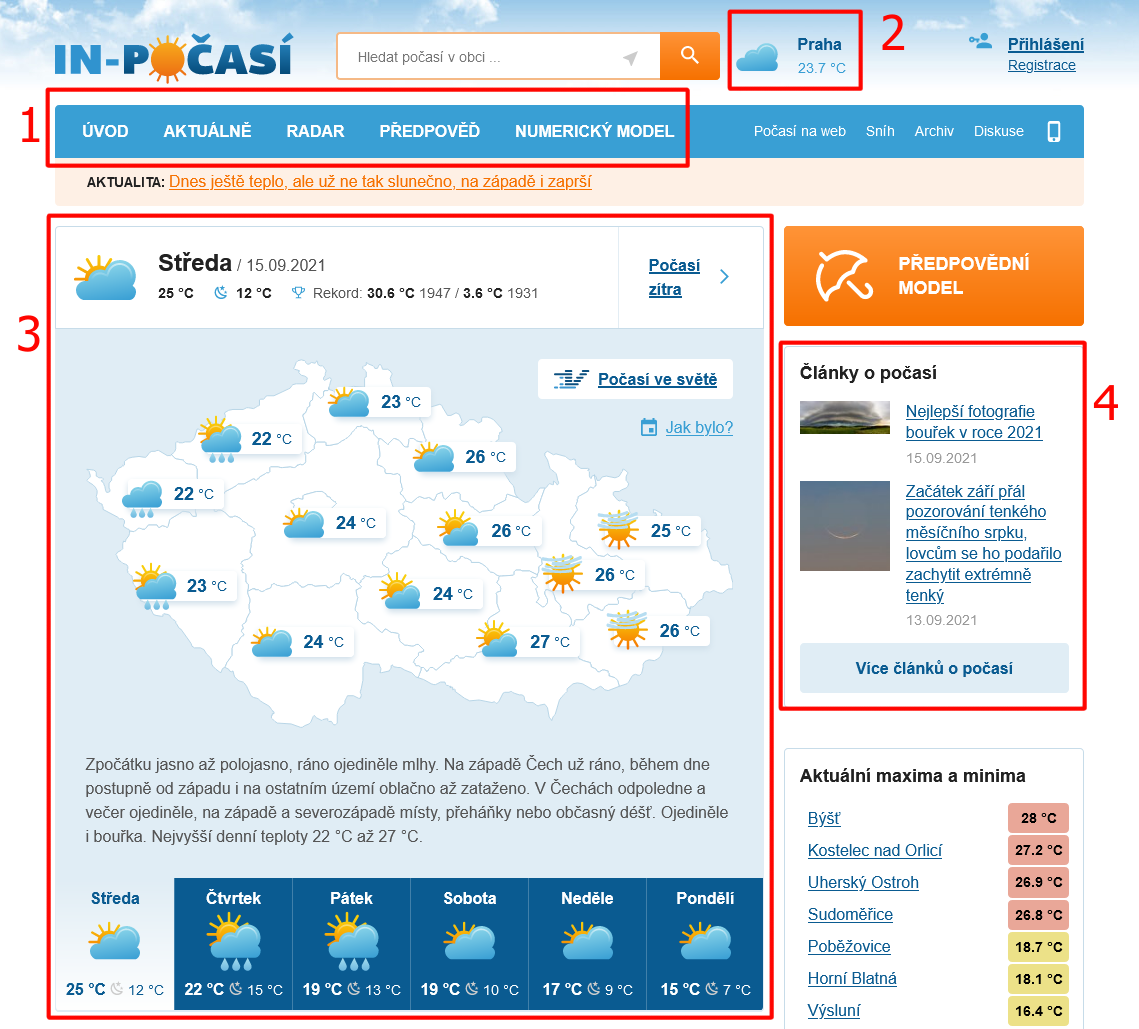 IN-POČASÍ
Hledat počasí v obci ...
Praha
23.7 °C
2
Přihlášení
Registrace
1
ÚVOD AKTUÁLNĚ RADAR PŘEDPOVĚĎ NUMERICKÝ MODEL Počasí na web Sníh Archiv Diskuse
AKTUALITA: Dnes ještě teplo, ale už ne tak slunečno, na západě i zaprší
3
Středa / 15.09.2021
25 °C 12 °C Rekord: 30.6 °C 1947 / 3.6 °C 1931
Počasí
zítra
Počasí ve světě
Jak bylo?
23 °C
22 °C
26 °C
22 °C
24 °C
26 °C
25 °C
26 °C
23 °C
24 °C
26 °C
24 °C
27 °C
Zpočátku jasno až polojasno, ráno ojediněle mlhy. Na západě Čech už ráno, během dne
postupně od západu i na ostatním území oblačno až zataženo. V Čechách odpoledne a
večer ojediněle, na západě a severozápadě místy, přeháňky nebo občasný déšť. Ojediněle
i bouřka. Nejvyšší denní teploty 22 °C až 27 °C.
Středa Čtvrtek Pátek Sobota Neděle Pondělí
25 °C 12 °C 22 °C 15 °C 19 °C 13 °C 19 °C 10 °C 17 °C 9 °C 15 °C 7 °C
PŘEDPOVĚDNÍ
MODEL
4
Články o počasí
Nejlepší fotografie
bouřek v roce 2021
15.09.2021
Začátek září přál
pozorování tenkého
měsíčního srpku,
lovcům se ho podařilo
zachytit extrémně
tenký
13.09.2021
Více článků o počasí
Aktuální maxima a minima
Býšť 28 °C
Kostelec nad Orlicí 27.2 °C
Uherský Ostroh 26.9 °C
Sudoměřice 26.8 °C
Poběžovice 18.7 °C
Horní Blatná 18.1 °C
Výsluní 16.4 °C